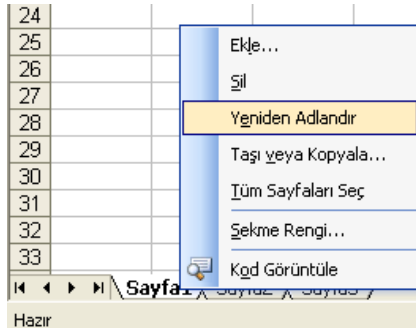 24
25
Ekle...
26
Sil
27
28
Yeniden Adlandır
29
Taşı veya Kopyala...
30
Tüm Sayfaları Seç
31
32
Sekme Rengi...
33
Kod Görüntüle
Sayfa1
Hazır